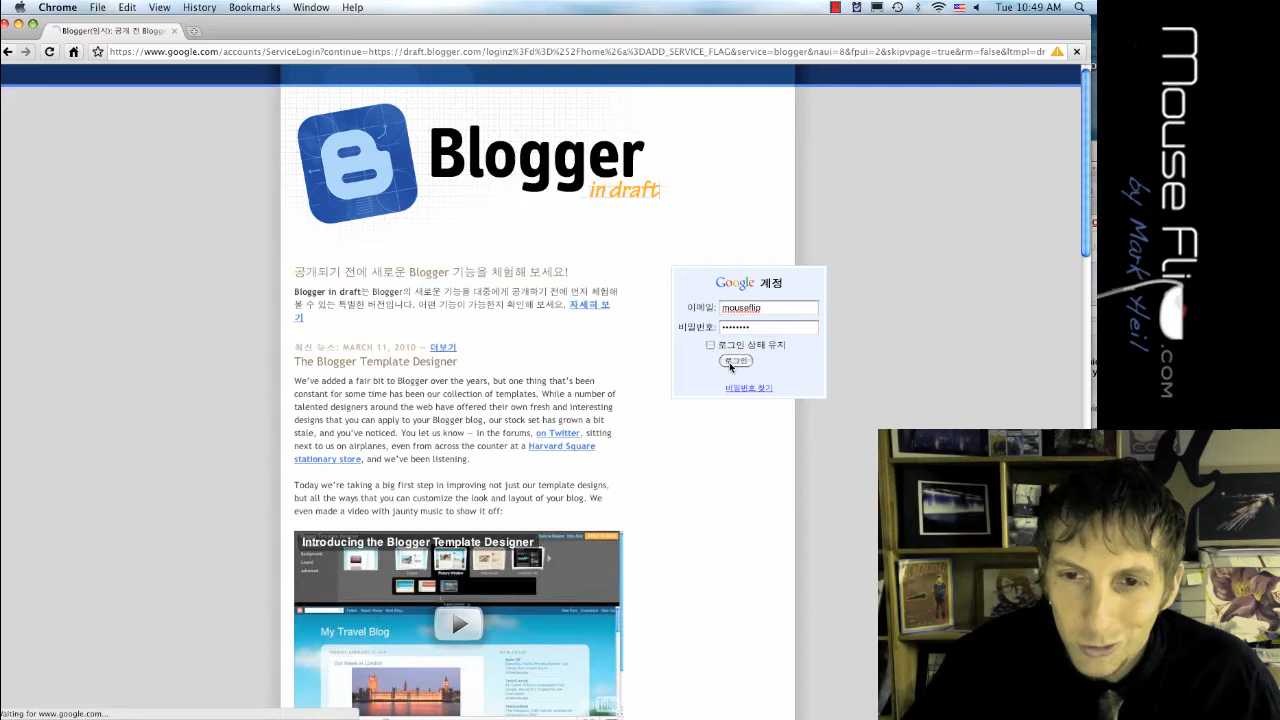 Chrome File Edit View History Bookmarks Window Help
Tue 10:49 AM
Blogger(임시): 공개 전 Blogger
https://www.google.com/accounts/ServiceLogin?continue=https://draft.blogger.com/loginz%3Fd%3D%252Fhome%26a%3DADD_SERVICE_FLAG&service=blogger&naui=8&fpui=2&skipvpage=true&rm=false&ltmpl=dr
Blogger
in draft
공개되기 전에 새로운 Blogger 기능을 체험해 보세요!
Blogger in draft는 Blogger의 새로운 기능을 대중에게 공개하기 전에 먼저 체험해
볼 수 있는 특별한 버전입니다. 어떤 기능이 가능한지 확인해 보세요. 자세히 보
기
최신 뉴스: MARCH 11, 2010 — 더보기
The Blogger Template Designer
We've added a fair bit to Blogger over the years, but one thing that's been
constant for some time has been our collection of templates. While a number of
talented designers around the web have offered their own fresh and interesting
designs that you can apply to your Blogger blog, our stock set has grown a bit
stale, and you've noticed. You let us know — in the forums, on Twitter, sitting
next to us on airplanes, even from across the counter at a Harvard Square
stationary store, and we've been listening.
Today we're taking a big first step in improving not just our template designs,
but all the ways that you can customize the look and layout of your blog. We
even made a video with jaunty music to show it off:
Introducing the Blogger Template Designer
Background
Layout
Advanced
My Travel Blog
Our Week in London
Google 계정
이메일: mouseflip
비밀번호: ••••••••
로그인 상태 유지
로그인
비밀번호 찾기
Waiting for www.google.com...
Mouse Flip
by Mark Heil
.com